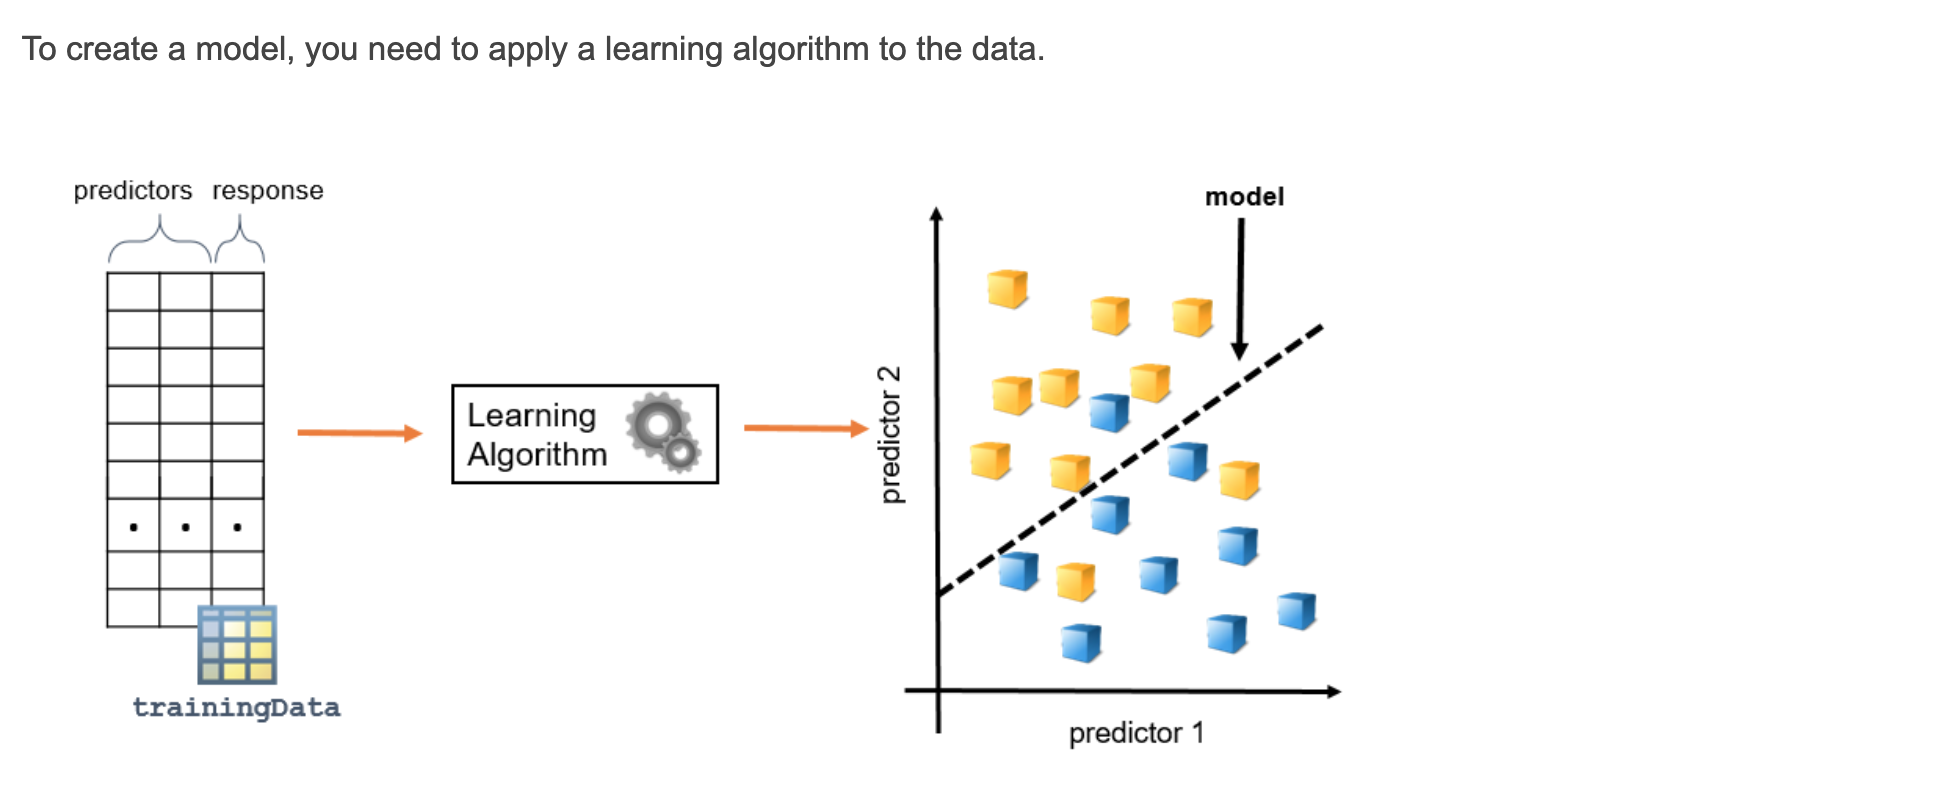 To create a model, you need to apply a learning algorithm to the data.
predictors response
trainingData
Learning
Algorithm
model
predictor 2
predictor 1